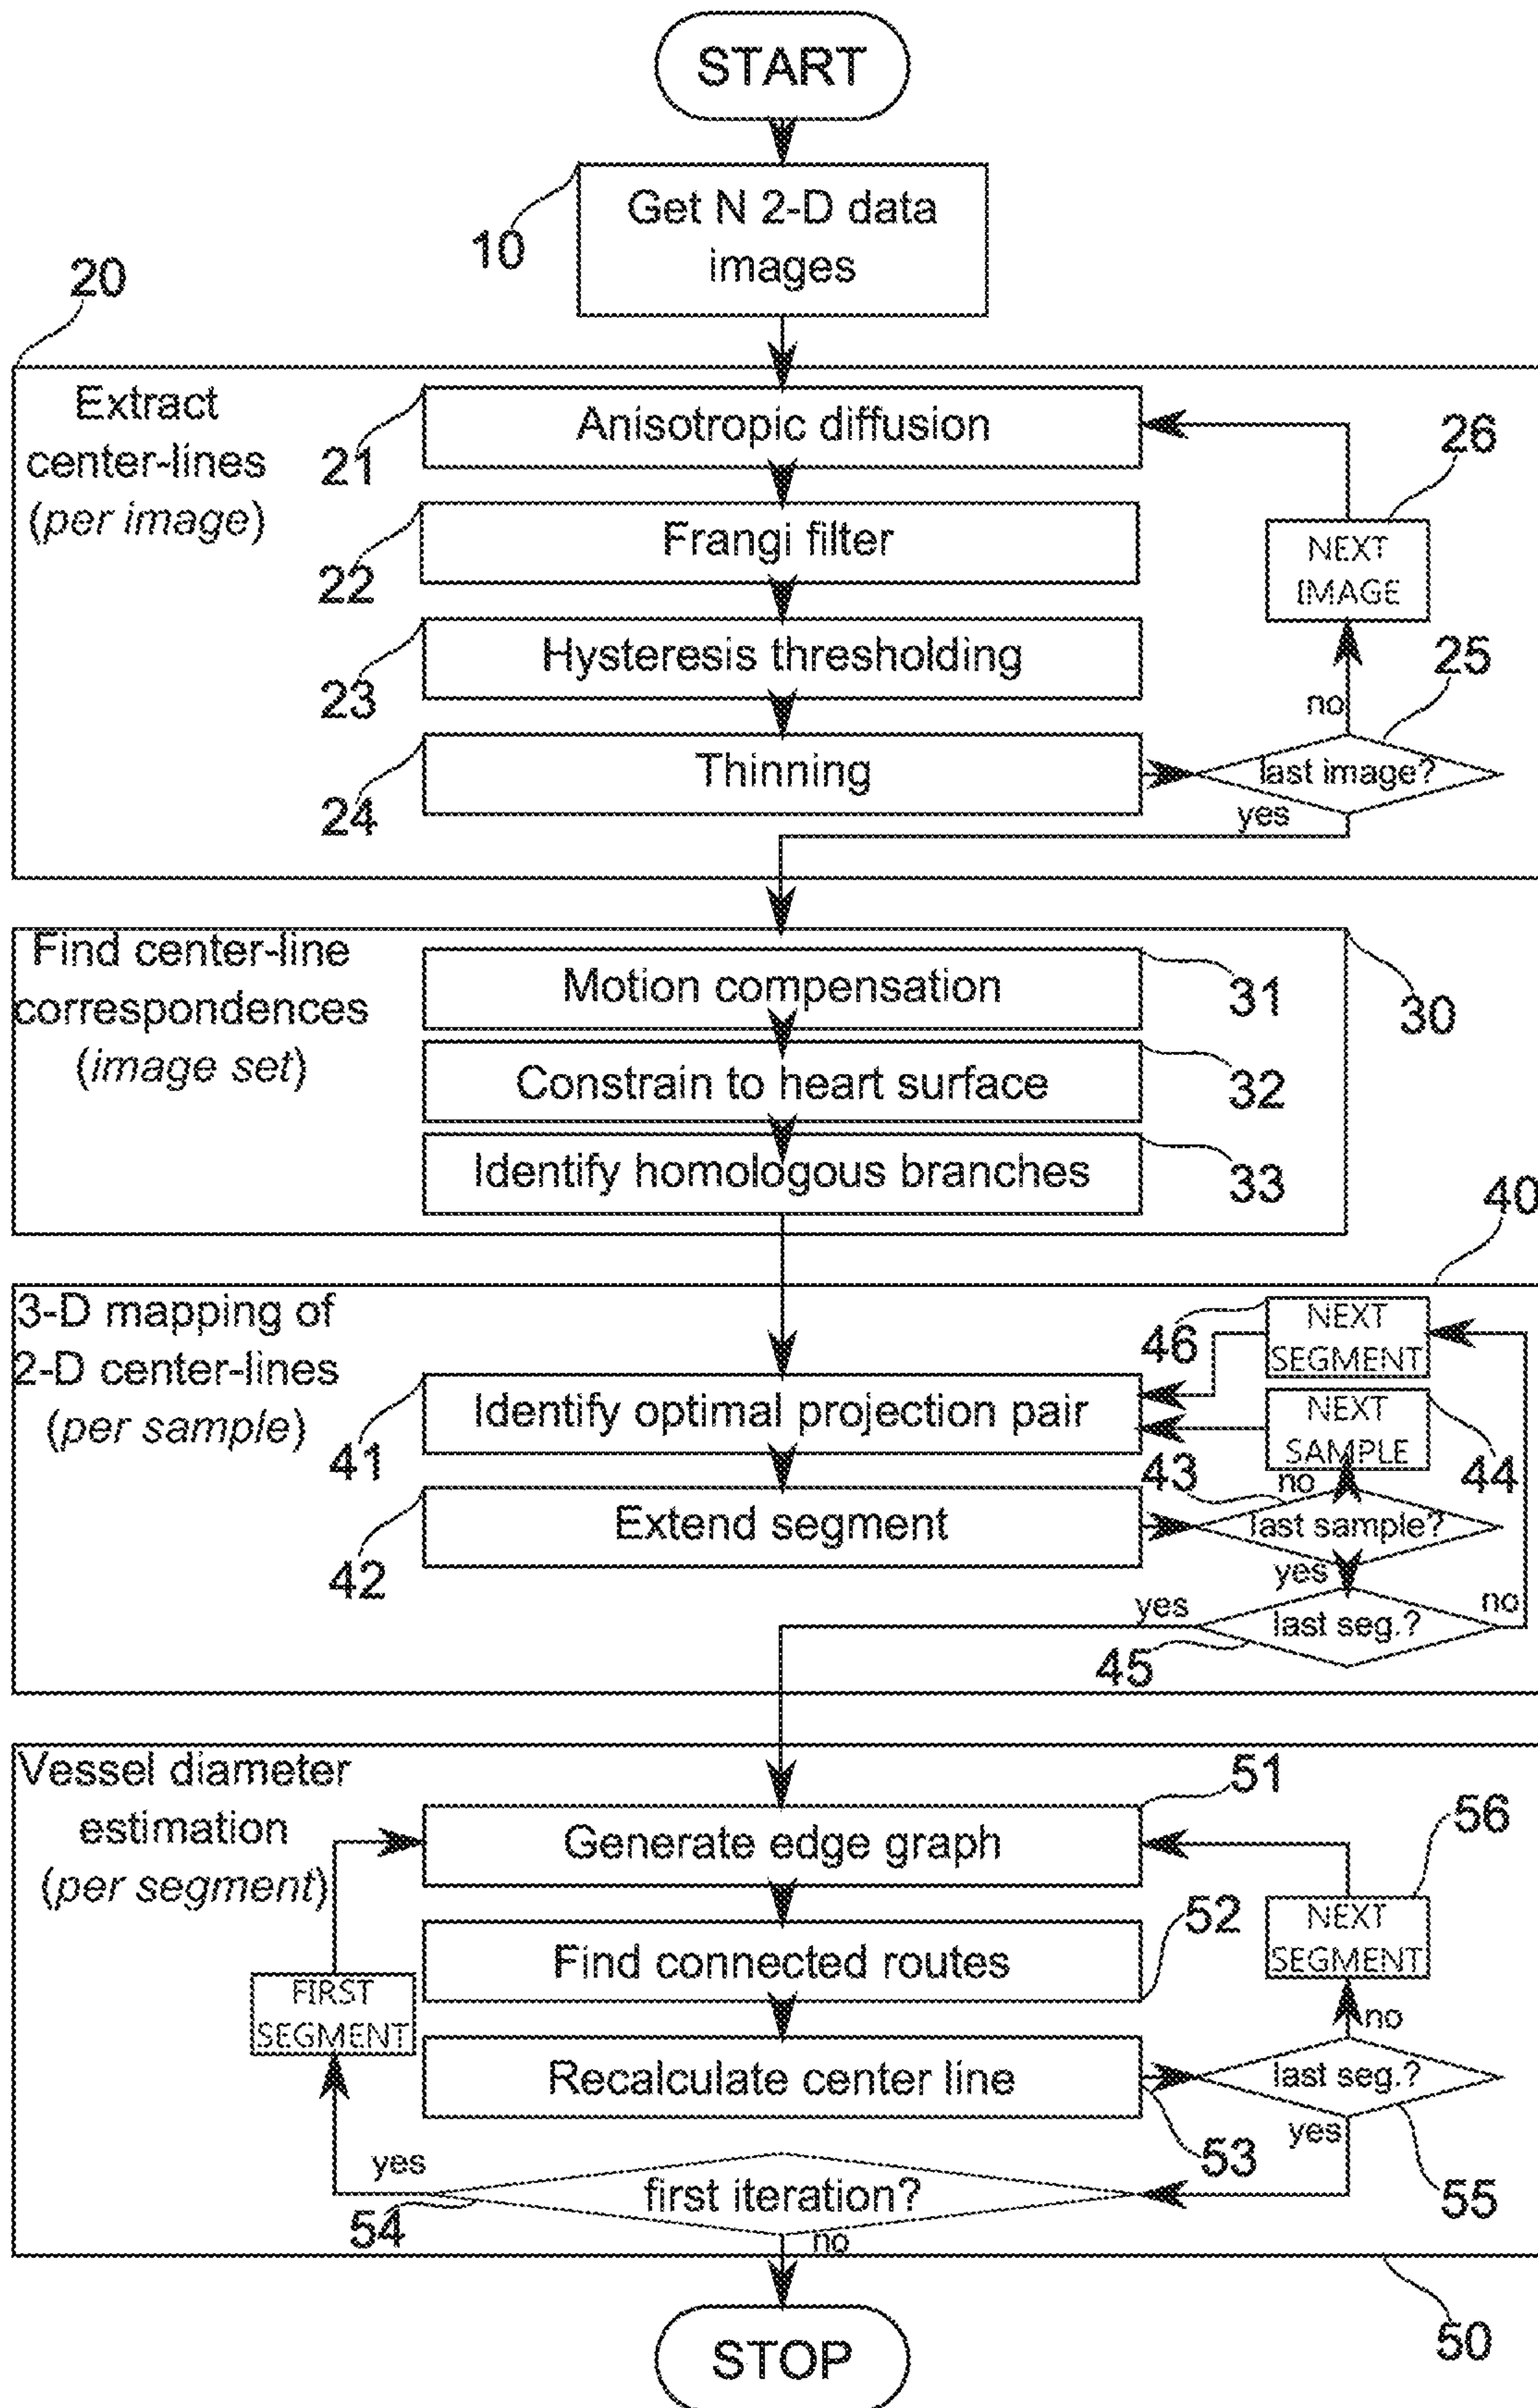 START
Get N 2-D data
images
10
20
Extract
center-lines
(per image)
Anisotropic diffusion
21
26
Frangi filter
22
NEXT
IMAGE
Hysteresis thresholding
23
25
no
Thinning
24
last image?
yes
Find center-line
correspondences
(image set)
Motion compensation
31
30
Constrain to heart surface
32
Identify homologous branches
33
40
3-D mapping of
2-D center-lines
(per sample)
46
NEXT
SEGMENT
Identify optimal projection pair
41
NEXT
SAMPLE
43
44
no
Extend segment
42
last sample?
yes
yes
last seg.?
no
45
Vessel diameter
estimation
(per segment)
51
Generate edge graph
56
52
NEXT
SEGMENT
Find connected routes
FIRST
SEGMENT
no
Recalculate center line
last seg.?
53
yes
yes
first iteration?
54
55
no
50
STOP